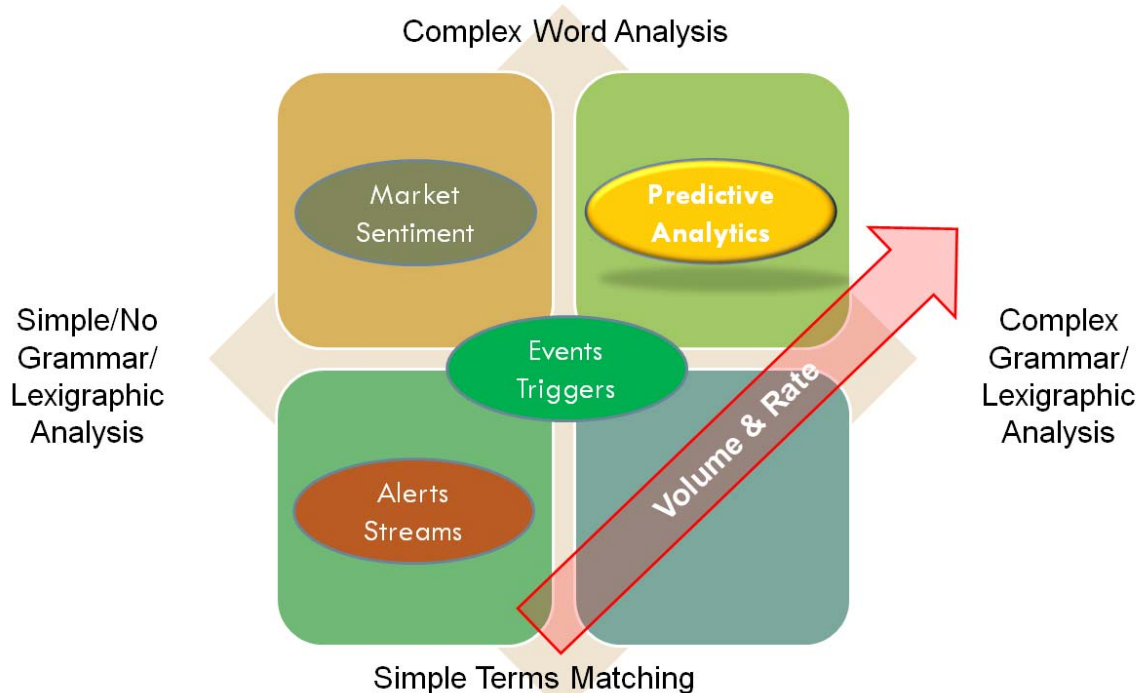 Complex Word Analysis
Market
Sentiment
Predictive
Analytics
Simple/No
Grammar/
Lexigraphic
Analysis
Events
Triggers
Complex
Grammar/
Lexigraphic
Analysis
Volume & Rate
Alerts
Streams
Simple Terms Matching